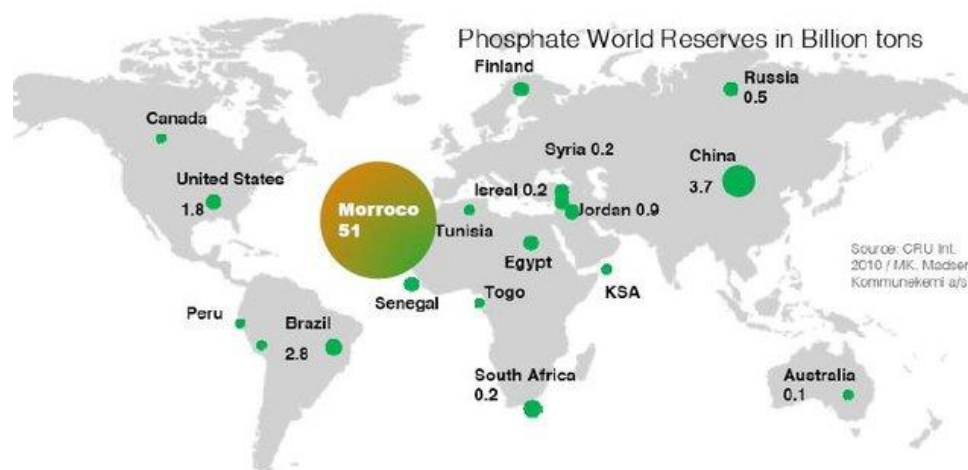 Phosphate World Reserves in Billion tons
Finland
Russia
0.5
Canada
Syria 0.2
China
3.7
United States
1.8
Isreal 0.2
Morroco
51
Jordan 0.9
Tunisia
Egypt
Source: CRU Int.
2010 / MK. Madsen
Kommunekemi a/s
KSA
Senegal
Togo
Peru
Brazil
2.8
South Africa
0.2
Australia
0.1